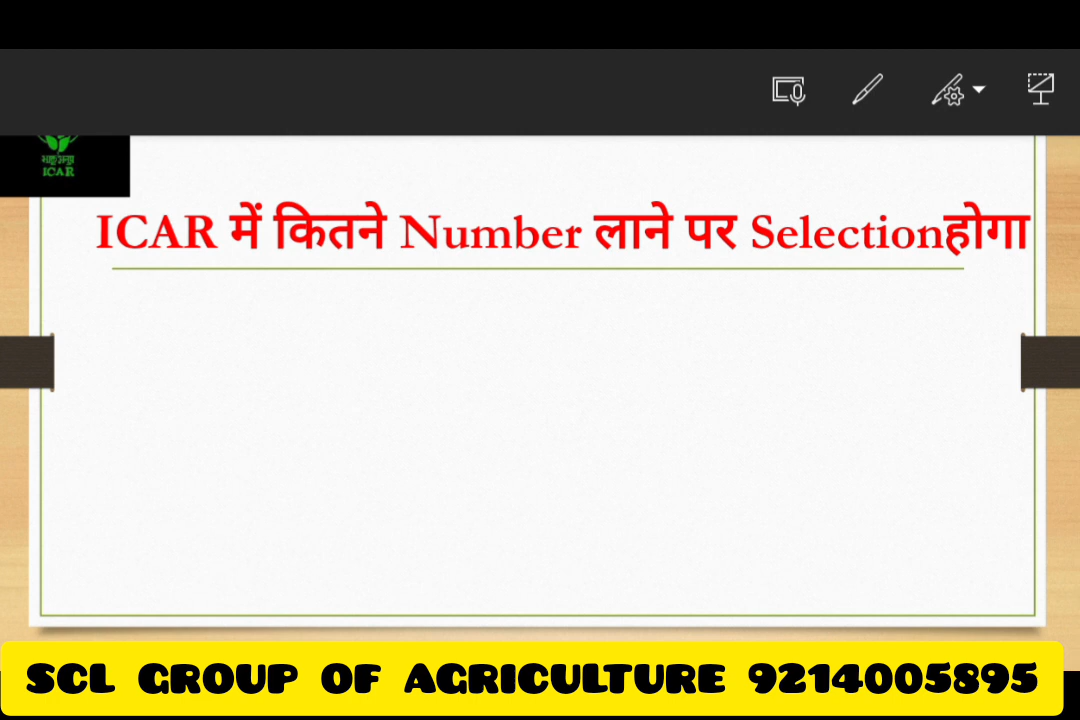 ICAR
ICAR में कितने Number लाने पर Selectionहोगा
SCL GROUP OF AGRICULTURE 9214005895